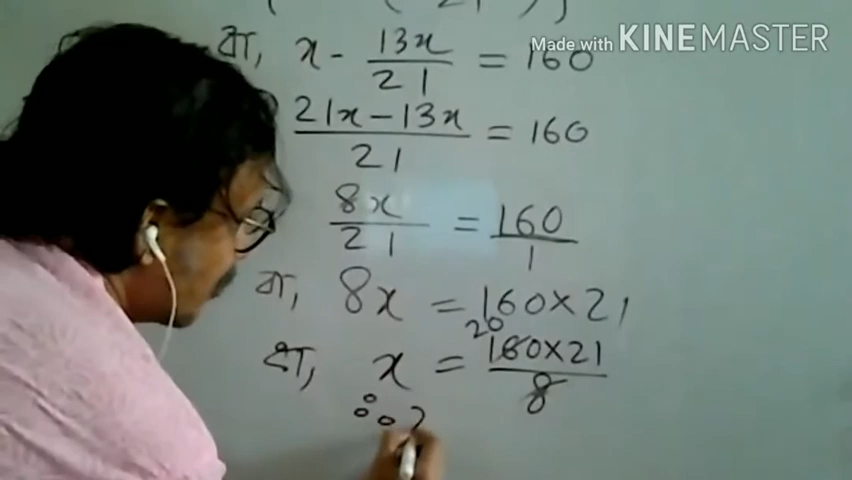 Made with KINEMASTER
বা, x - 13x/21 = 160
21x - 13x/21 = 160
8x/21 = 160/1
বা, 8x = 160 × 21
20
বা, x = 160 × 21/8
∴